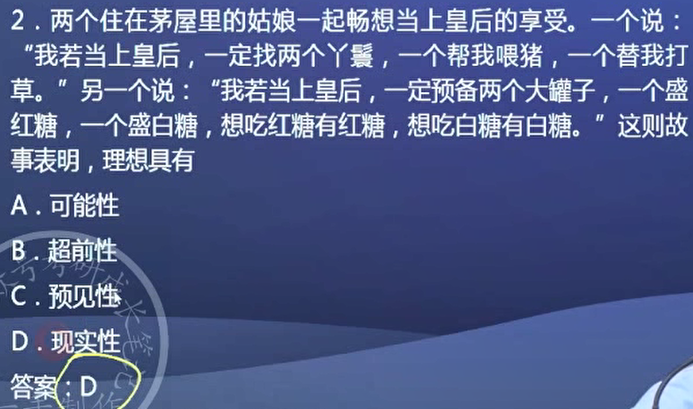 2．两个住在茅屋里的姑娘一起畅想当上皇后的享受。一个说：
“我若当上皇后，一定找两个丫鬟，一个帮我喂猪，一个替我打
草。”另一个说：“我若当上皇后，一定预备两个大罐子，一个盛
红糖，一个盛白糖，想吃红糖有红糖，想吃白糖有白糖。”这则故
事表明，理想具有
A．可能性
B．超前性
C．预见性
D．现实性
答案：D